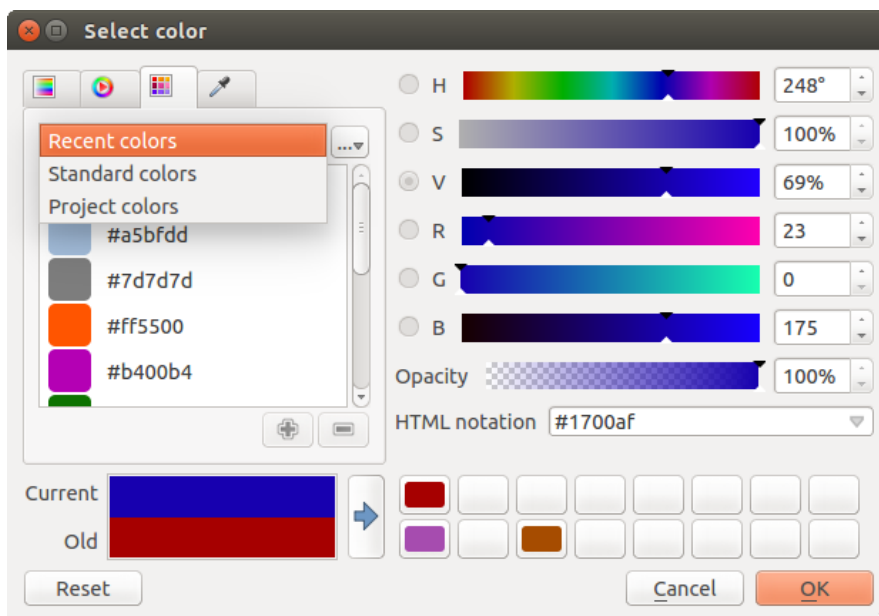 Select color
Recent colors
...
Standard colors
Project colors
#a5bfdd
#7d7d7d
#ff5500
#b400b4
H 248°
S 100%
V 69%
R 23
G 0
B 175
Opacity 100%
HTML notation #1700af
Current
Old
Reset
Cancel
OK